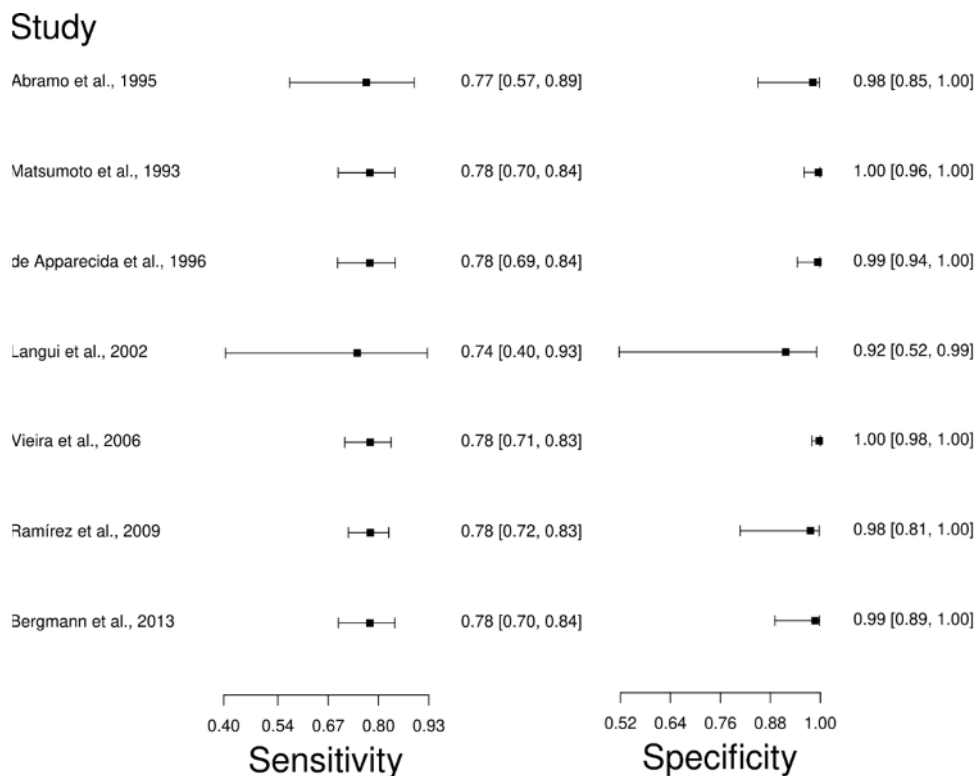 Study
Abramo et al., 1995 0.77 [0.57, 0.89] 0.98 [0.85, 1.00]
Matsumoto et al., 1993 0.78 [0.70, 0.84] 1.00 [0.96, 1.00]
de Apparecida et al., 1996 0.78 [0.69, 0.84] 0.99 [0.94, 1.00]
Langui et al., 2002 0.74 [0.40, 0.93] 0.92 [0.52, 0.99]
Vieira et al., 2006 0.78 [0.71, 0.83] 1.00 [0.98, 1.00]
Ramírez et al., 2009 0.78 [0.72, 0.83] 0.98 [0.81, 1.00]
Bergmann et al., 2013 0.78 [0.70, 0.84] 0.99 [0.89, 1.00]
0.40 0.54 0.67 0.80 0.93 0.52 0.64 0.76 0.88 1.00
Sensitivity Specificity